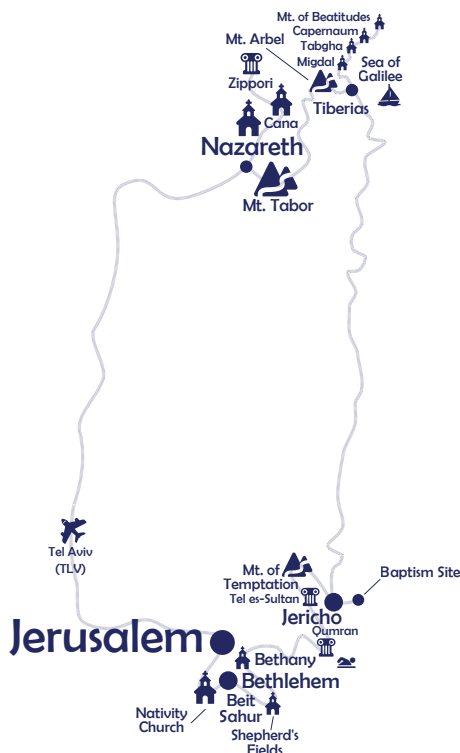 Mt. of Beatitudes
Capernaum
Tabgha
Mt. Arbel
Migdal
Sea of
Galilee
Zippori
Tiberias
Cana
Nazareth
Mt. Tabor
Tel Aviv
(TLV)
Mt. of
Temptation
Tel es-Sultan
Baptism Site
Jericho
Qumran
Jerusalem
Bethany
Bethlehem
Beit
Sahur
Nativity
Church
Shepherd's
Fields